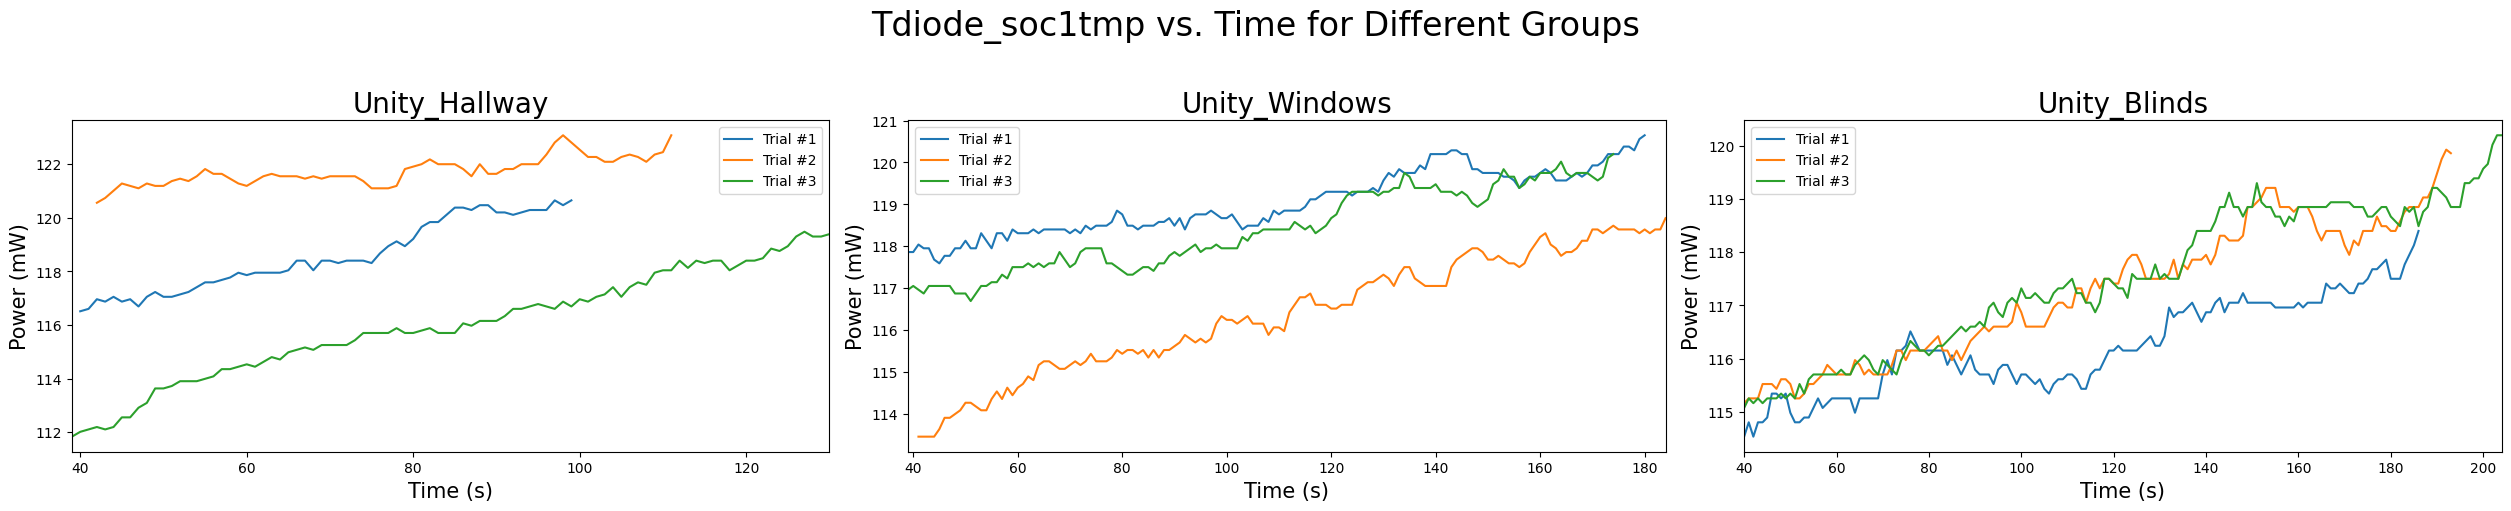 Tdiode_soc1tmp vs. Time for Different Groups
Unity_Hallway
Power (mW)
122
120
118
116
114
112
40
60
80
100
120
Time (s)
Trial #1
Trial #2
Trial #3
Unity_Windows
Power (mW)
121
120
119
118
117
116
115
114
40
60
80
100
120
140
160
180
Time (s)
Trial #1
Trial #2
Trial #3
Unity_Blinds
Power (mW)
120
119
118
117
116
115
40
60
80
100
120
140
160
180
200
Time (s)
Trial #1
Trial #2
Trial #3